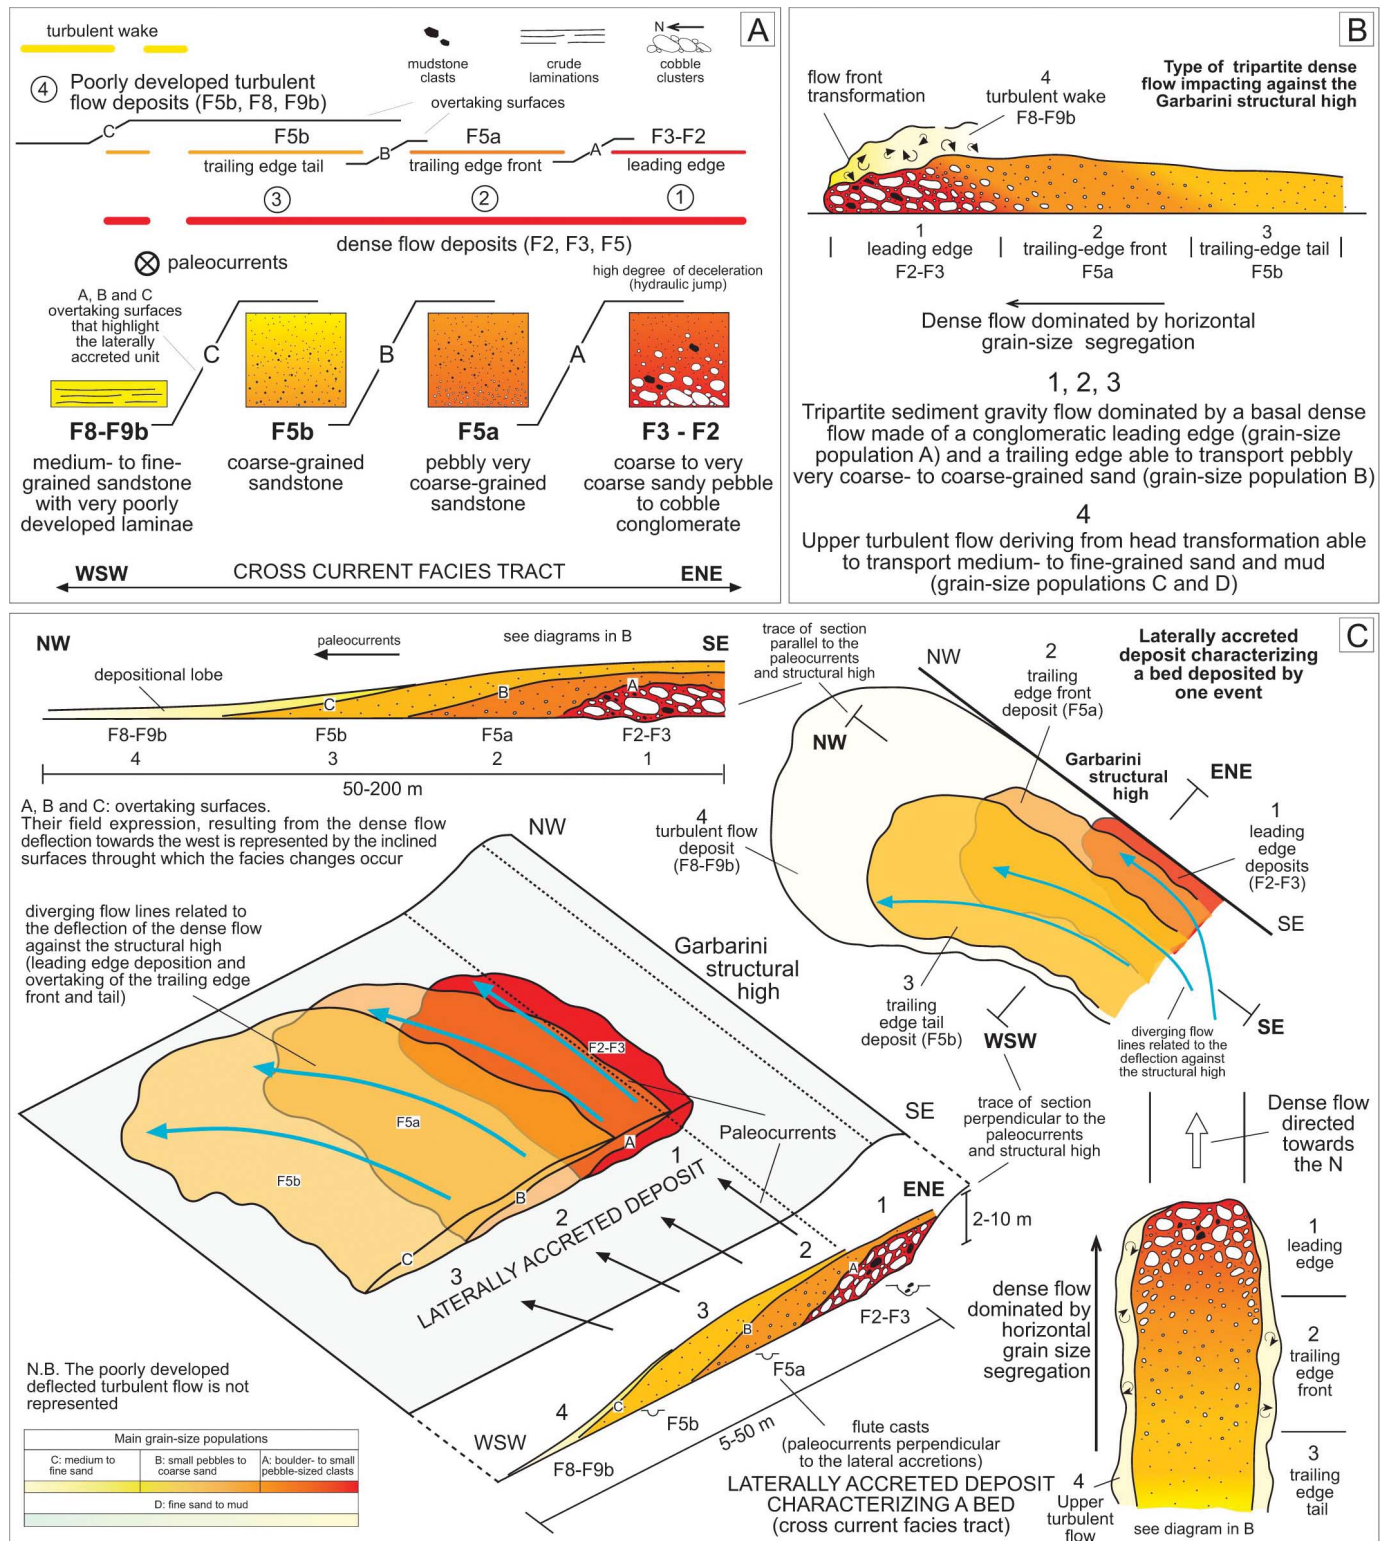 A
turbulent wake
mudstone
clasts
crude
laminations
N
cobble
clusters
4
Poorly developed turbulent
flow deposits (F5b, F8, F9b)
overtaking surfaces
C
F5b
B
F5a
A
F3-F2
trailing edge tail
trailing edge front
leading edge
3
2
1
dense flow deposits (F2, F3, F5)
paleocurrents
high degree of deceleration
(hydraulic jump)
A, B and C
overtaking surfaces
that highlight
the laterally
accreted unit
C
B
A
F8-F9b
F5b
F5a
F3 - F2
medium- to fine-
grained sandstone
with very poorly
developed laminae
coarse-grained
sandstone
pebbly very
coarse-grained
sandstone
coarse to very
coarse sandy pebble
to cobble
conglomerate
WSW
CROSS CURRENT FACIES TRACT
ENE
B
flow front
transformation
4
turbulent wake
F8-F9b
Type of tripartite dense
flow impacting against the
Garbarini structural high
1
leading edge
F2-F3
2
trailing-edge front
F5a
3
trailing-edge tail
F5b
Dense flow dominated by horizontal
grain-size segregation
1, 2, 3
Tripartite sediment gravity flow dominated by a basal dense
flow made of a conglomeratic leading edge (grain-size
population A) and a trailing edge able to transport pebbly
very coarse- to coarse-grained sand (grain-size population B)
4
Upper turbulent flow deriving from head transformation able
to transport medium- to fine-grained sand and mud
(grain-size populations C and D)
C
NW
paleocurrents
see diagrams in B
SE
depositional lobe
C
B
A
F8-F9b
F5b
F5a
F2-F3
4
3
2
1
50-200 m
A, B and C: overtaking surfaces.
Their field expression, resulting from the dense flow
deflection towards the west is represented by the inclined
surfaces throught which the facies changes occur
trace of section
parallel to the
paleocurrents
and structural high
NW
2
trailing
edge front
deposit (F5a)
Laterally accreted
deposit characterizing
a bed deposited by
one event
NW
Garbarini
structural
high
ENE
4
turbulent flow
deposit
(F8-F9b)
1
leading
edge
deposits
(F2-F3)
SE
3
trailing
edge tail
deposit (F5b)
WSW
diverging flow
lines related to the
deflection against
the structural high
SE
diverging flow lines related to
the deflection of the dense flow
against the structural high
(leading edge deposition and
overtaking of the trailing edge
front and tail)
NW
Garbarini
structural
high
F2-F3
F5a
F5b
A
B
C
SE
Paleocurrents
1
2
3
LATERALLY ACCRETED DEPOSIT
trace of section
perpendicular to the
paleocurrents
and structural high
Dense flow
directed
towards
the N
ENE
2-10 m
1
2
3
4
A
B
C
F2-F3
F5a
F5b
F8-F9b
WSW
5-50 m
flute casts
(paleocurrents perpendicular
to the lateral accretions)
LATERALLY ACCRETED DEPOSIT
CHARACTERIZING A BED
(cross current facies tract)
dense flow
dominated by
horizontal
grain size
segregation
1
leading
edge
2
trailing
edge
front
3
trailing
edge
tail
4
Upper
turbulent
flow
see diagram in B
N.B. The poorly developed
deflected turbulent flow is not
represented
Main grain-size populations
C: medium to
fine sand
B: small pebbles to
coarse sand
A: boulder- to small
pebble-sized clasts
D: fine sand to mud